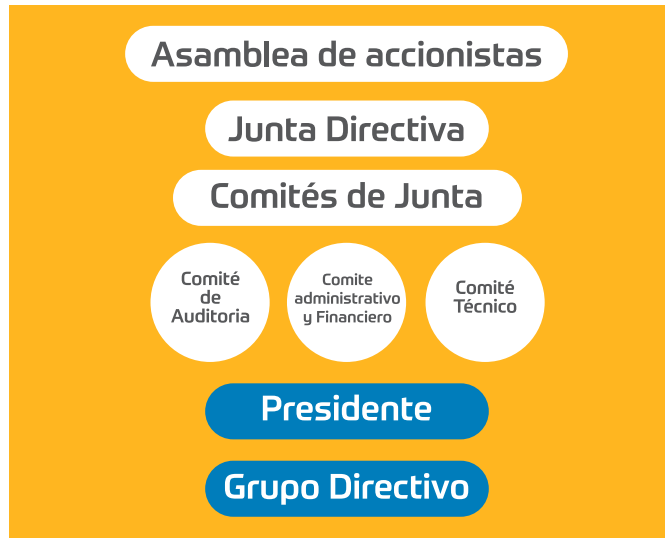 Asamblea de accionistas
Junta Directiva
Comités de Junta
Comité
de
Auditoria
Comite
administrativo
y Financiero
Comité
Técnico
Presidente
Grupo Directivo